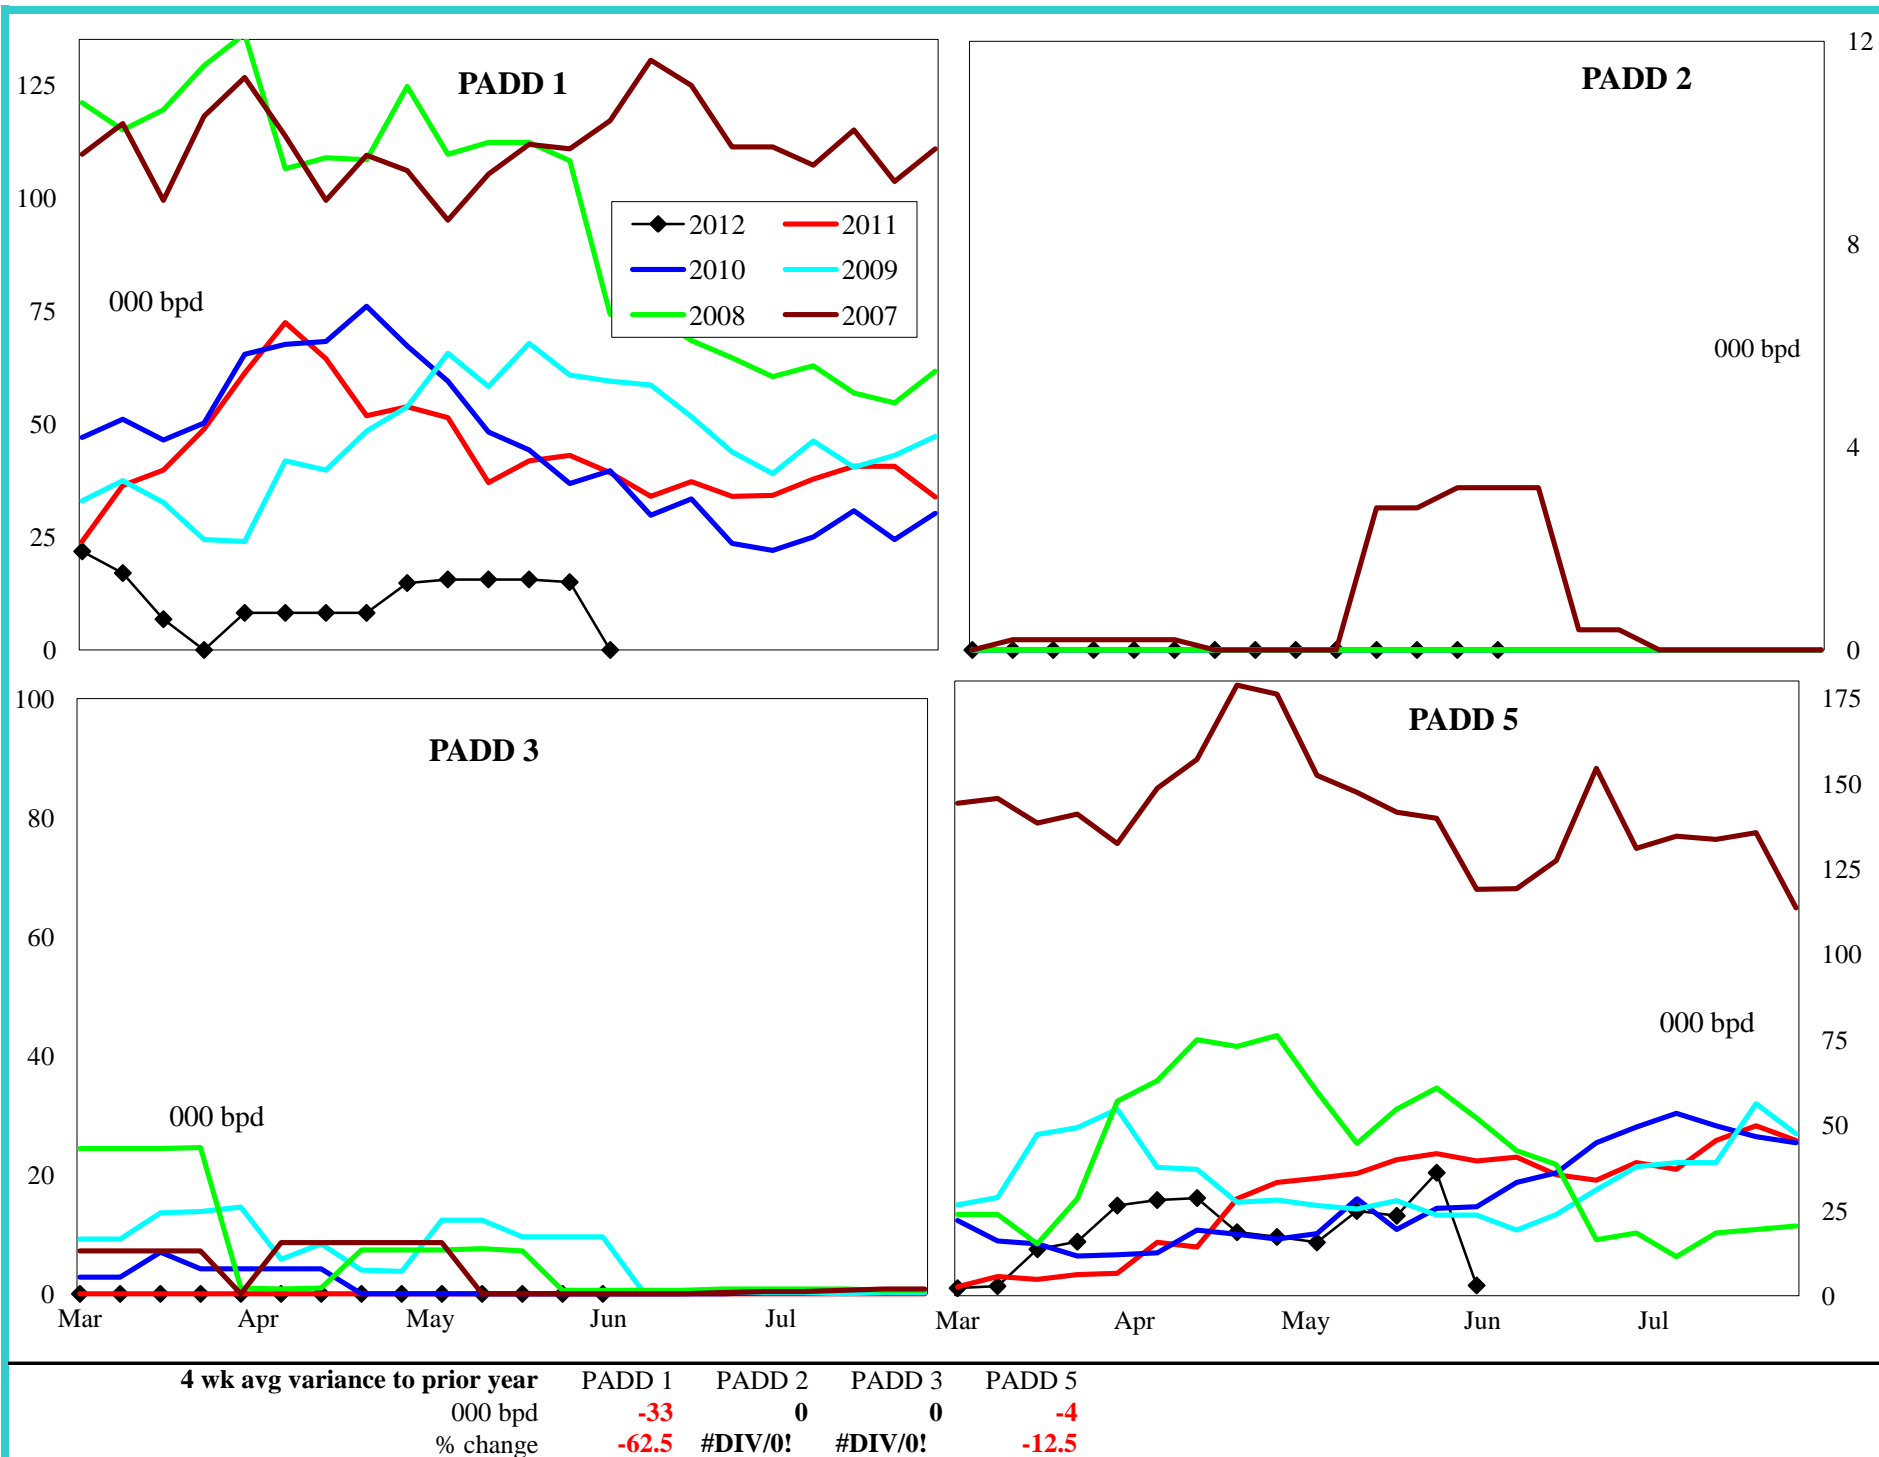 PADD 1
125
100
75
50
25
0
000 bpd
2012 2011
2010 2009
2008 2007
PADD 2
12
8
4
0
000 bpd
PADD 3
100
80
60
40
20
0
000 bpd
Mar Apr May Jun Jul
PADD 5
175
150
125
100
75
50
25
0
000 bpd
Mar Apr May Jun Jul
4 wk avg variance to prior year PADD 1 PADD 2 PADD 3 PADD 5
000 bpd -33 0 0 -4
% change -62.5 #DIV/0! #DIV/0! -12.5